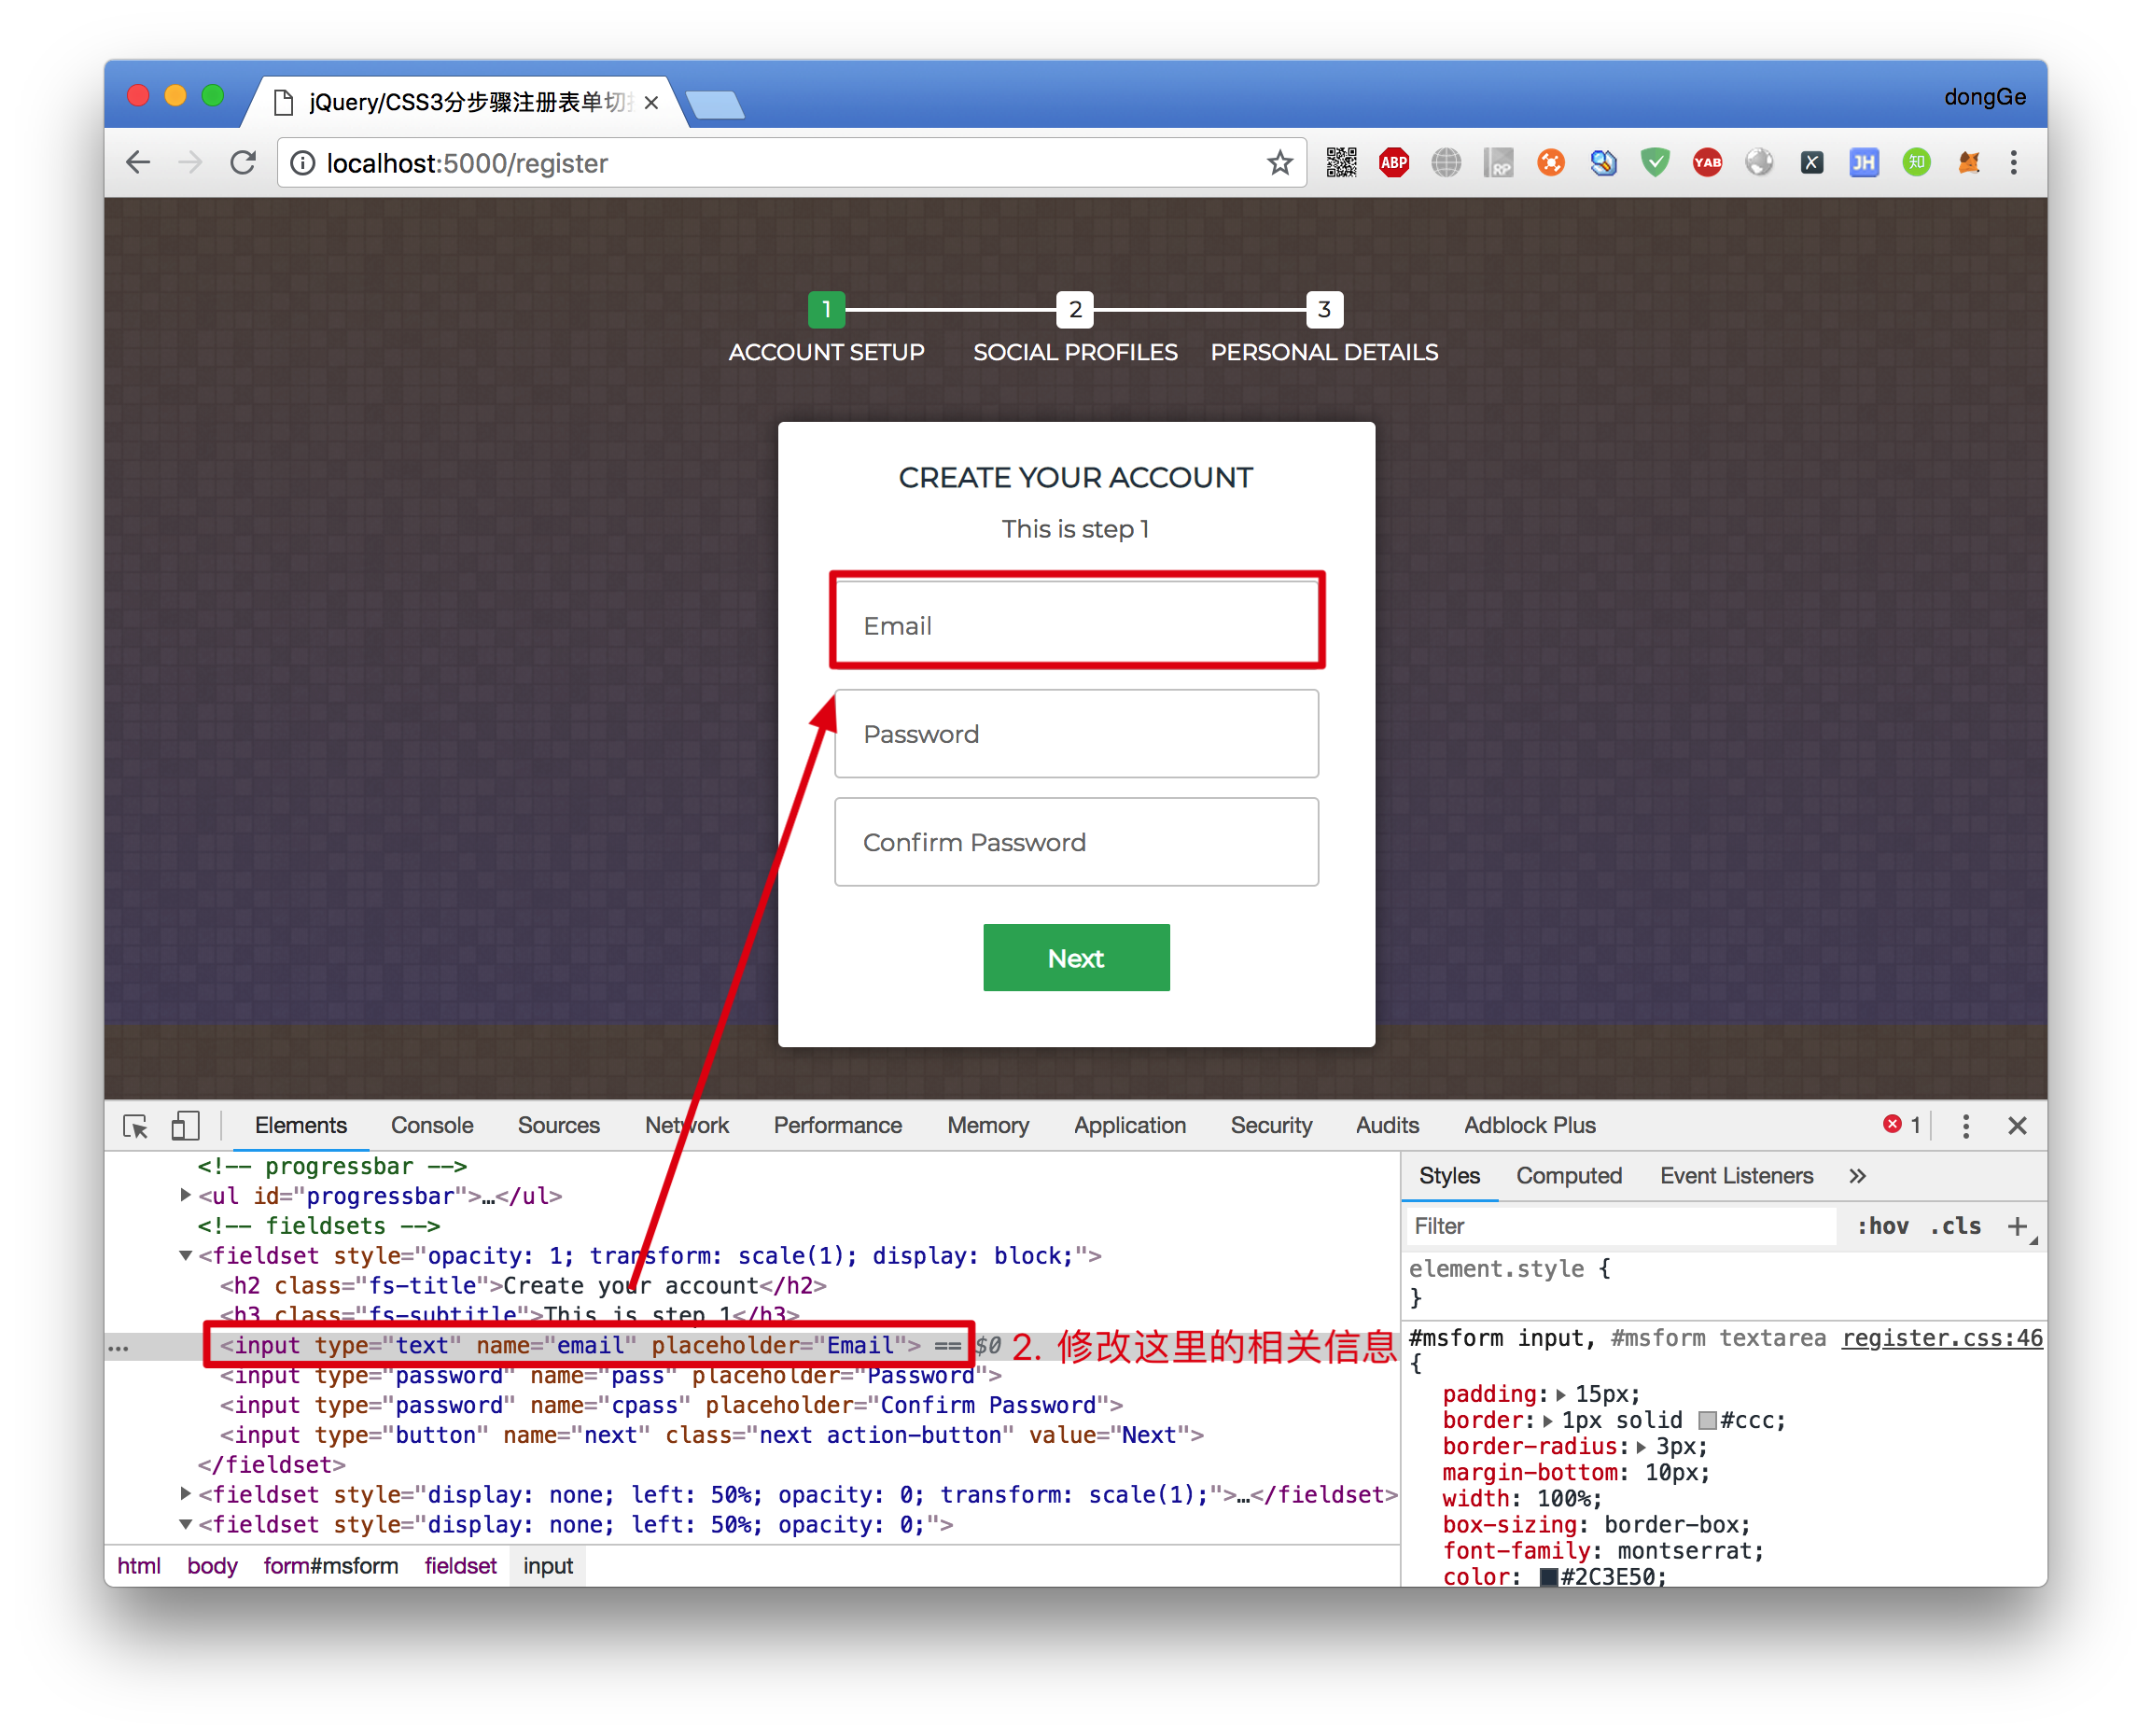 jQuery/CSS3分步骤注册表单切
dongGe
localhost:5000/register
ABP
RP
YAB
X
JH
知
1
2
3
ACCOUNT SETUP
SOCIAL PROFILES
PERSONAL DETAILS
CREATE YOUR ACCOUNT
This is step 1
Email
Password
Confirm Password
Next
Elements Console Sources Network Performance Memory Application Security Audits Adblock Plus
1
<!-- progressbar -->
<ul id="progressbar">…</ul>
<!-- fieldsets -->
<fieldset style="opacity: 1; transform: scale(1); display: block;">
<h2 class="fs-title">Create your account</h2>
<h3 class="fs-subtitle">This is step 1</h3>
<input type="text" name="email" placeholder="Email"> == $0
2. 修改这里的相关信息
<input type="password" name="pass" placeholder="Password">
<input type="password" name="cpass" placeholder="Confirm Password">
<input type="button" name="next" class="next action-button" value="Next">
</fieldset>
<fieldset style="display: none; left: 50%; opacity: 0; transform: scale(1);">…</fieldset>
<fieldset style="display: none; left: 50%; opacity: 0;">
html body form#msform fieldset input
Styles Computed Event Listeners »
Filter :hov .cls +
element.style {
}
#msform input, #msform textarea register.css:46
{
padding: 15px;
border: 1px solid #ccc;
border-radius: 3px;
margin-bottom: 10px;
width: 100%;
box-sizing: border-box;
font-family: montserrat;
color: #2C3E50;